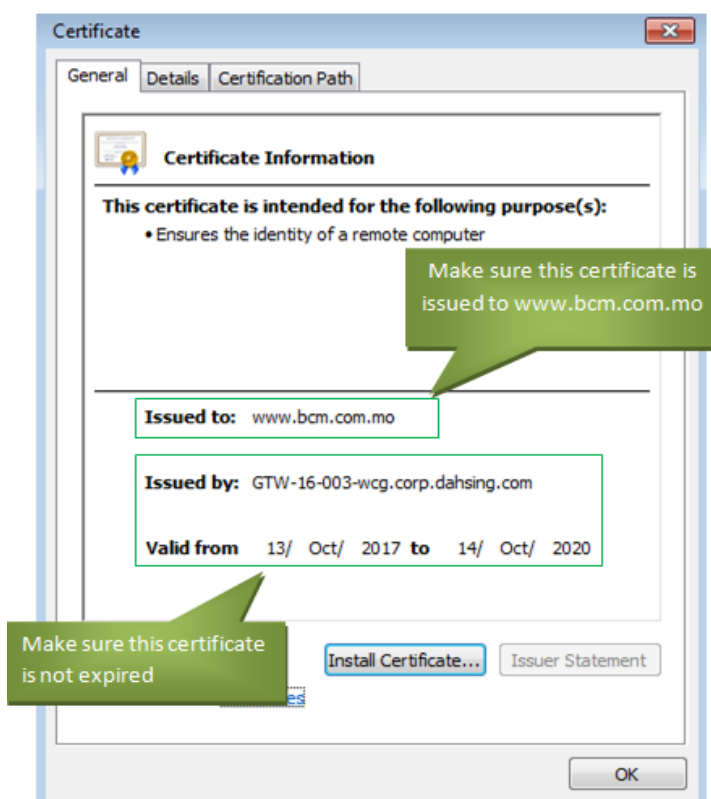 Certificate
General Details Certification Path
Certificate Information
This certificate is intended for the following purpose(s):
• Ensures the identity of a remote computer
Make sure this certificate is
issued to www.bcm.com.mo
Issued to: www.bcm.com.mo
Issued by: GTW-16-003-wcg.corp.dahsing.com
Valid from 13/ Oct/ 2017 to 14/ Oct/ 2020
Make sure this certificate
is not expired
Install Certificate... Issuer Statement
OK